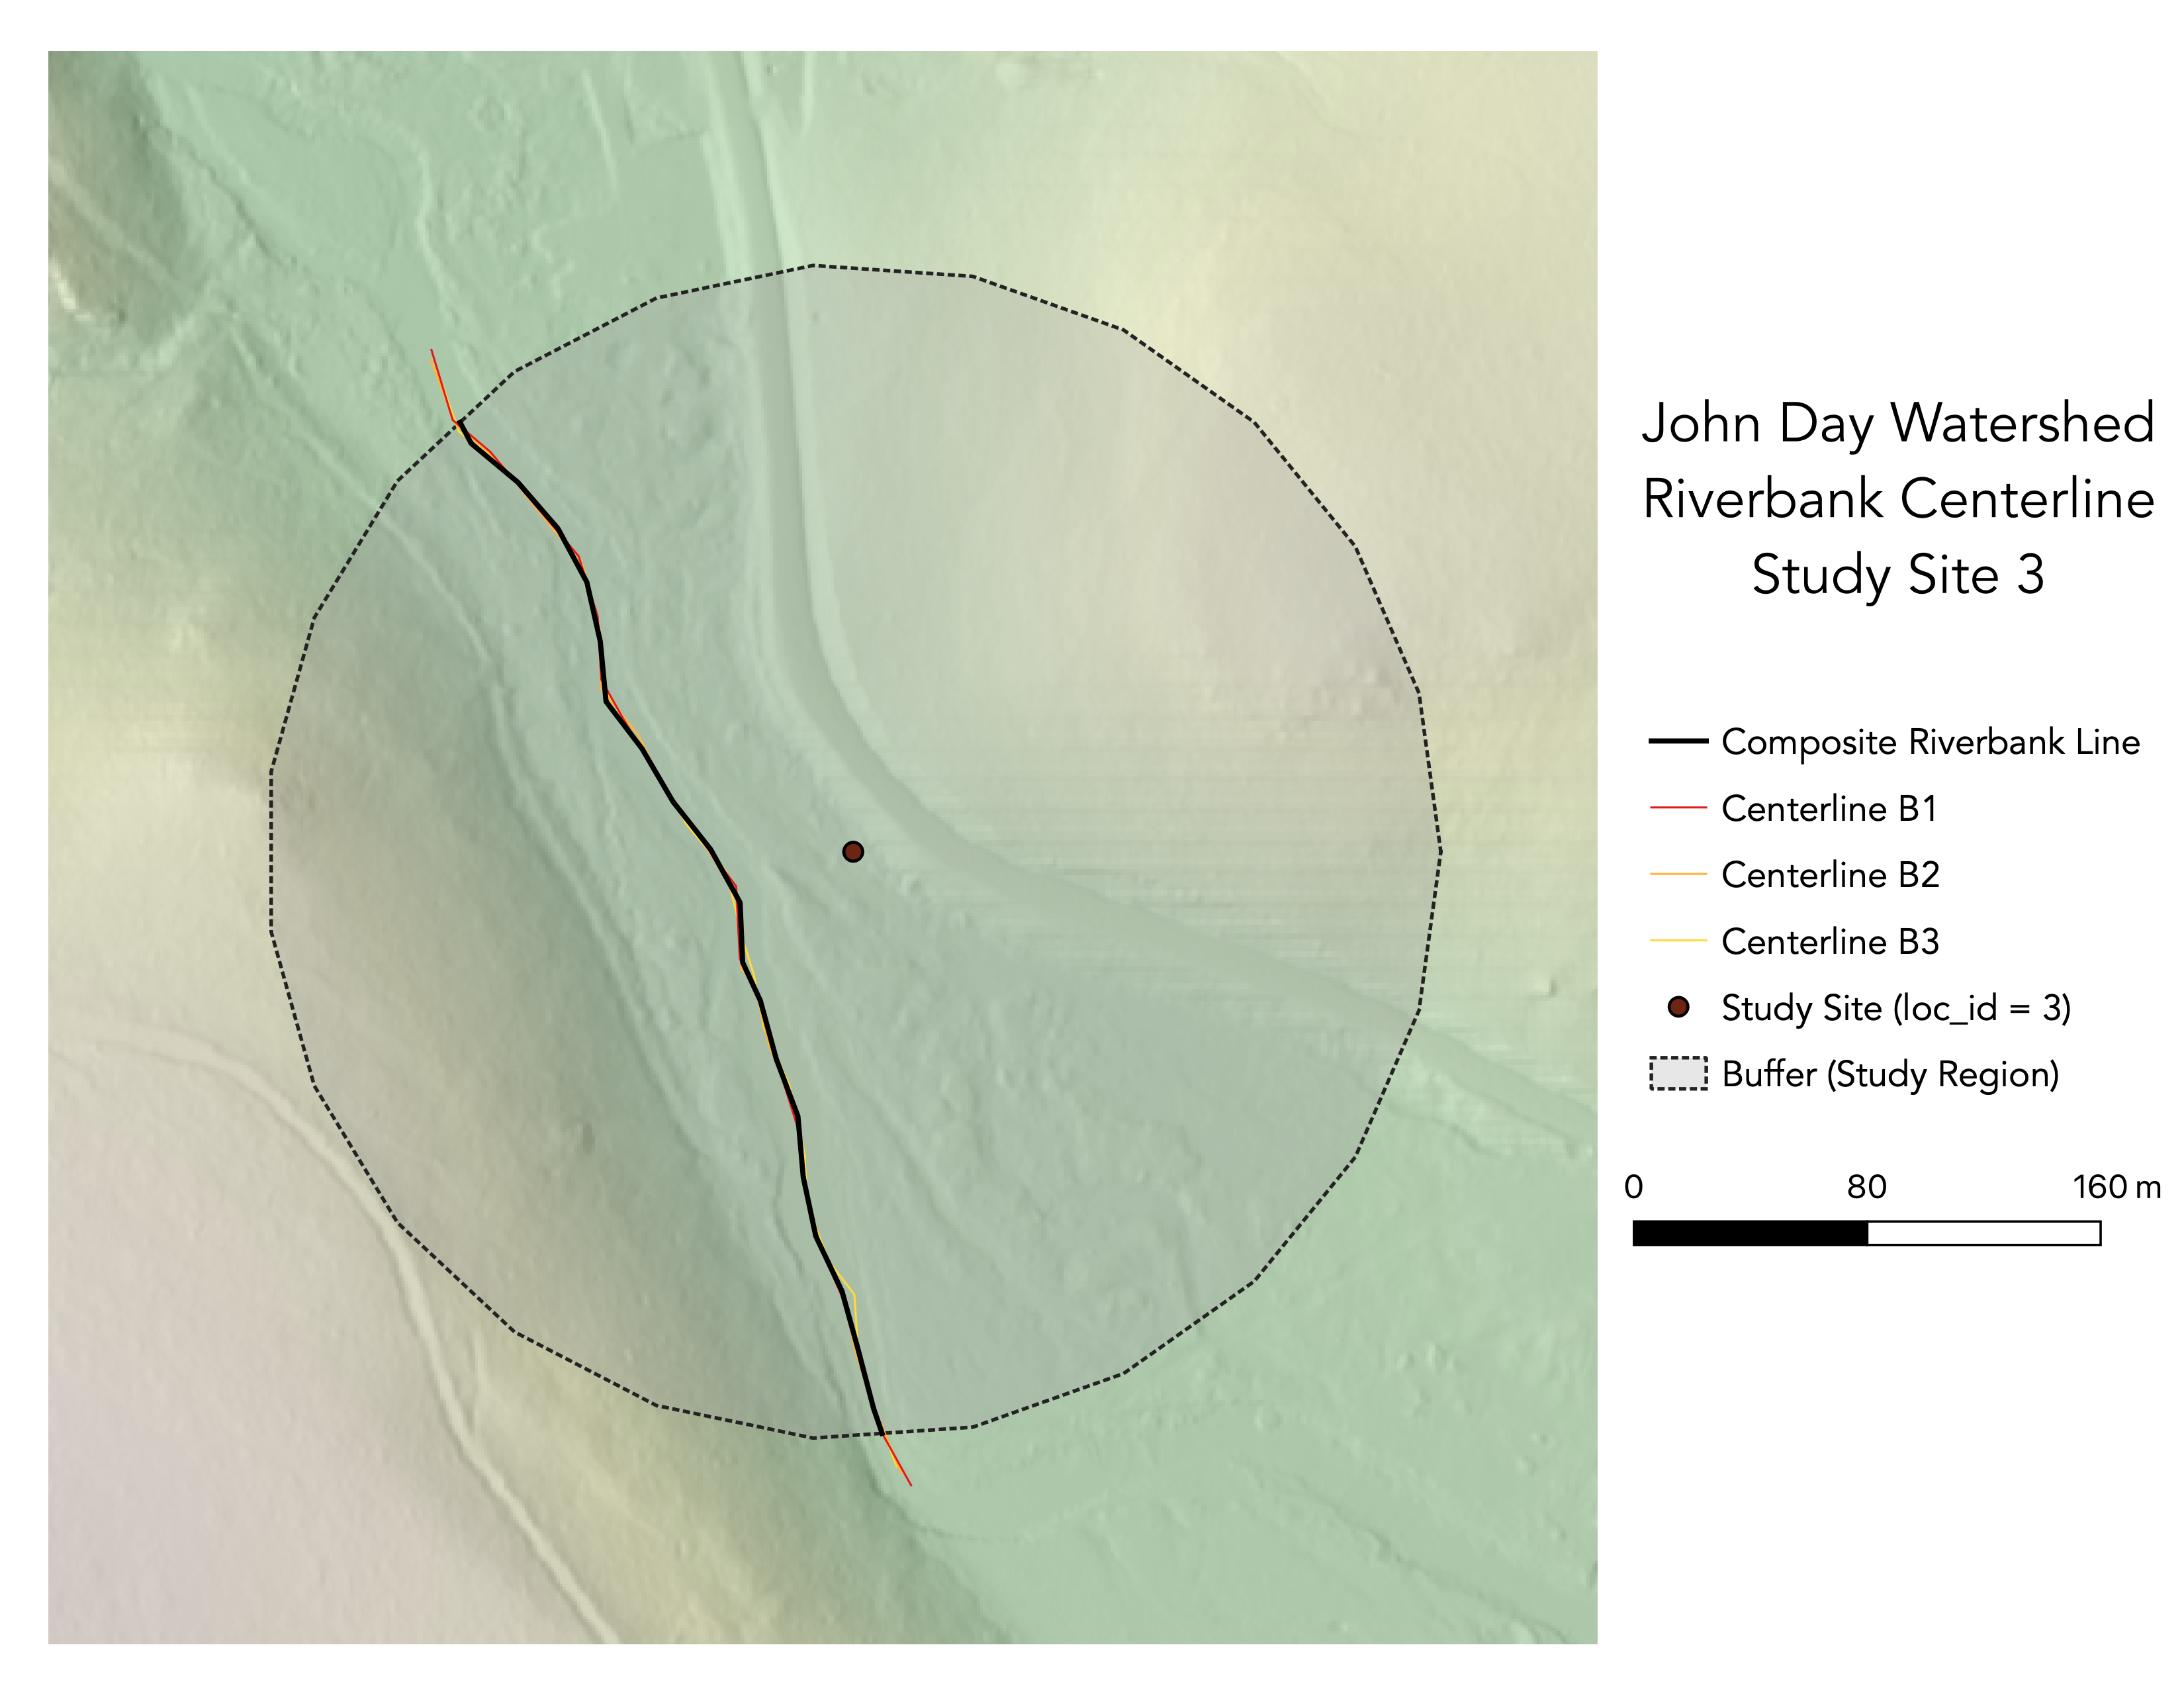 John Day Watershed
Riverbank Centerline
Study Site 3
Composite Riverbank Line
Centerline B1
Centerline B2
Centerline B3
Study Site (loc_id = 3)
Buffer (Study Region)
0 80 160 m